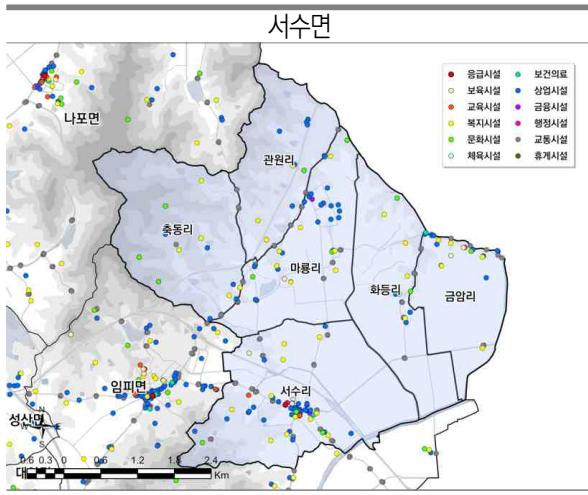 서수면
응급시설 보건의료
보육시설 상업시설
교육시설 금융시설
복지시설 행정시설
문화시설 교통시설
체육시설 휴게시설
나포면
관원리
축동리
마룡리
화등리
금암리
임피면
서수리
성산면
N
W E
S
대
0.6 0.3 0 0.6 1.2 1.8 2.4
Km